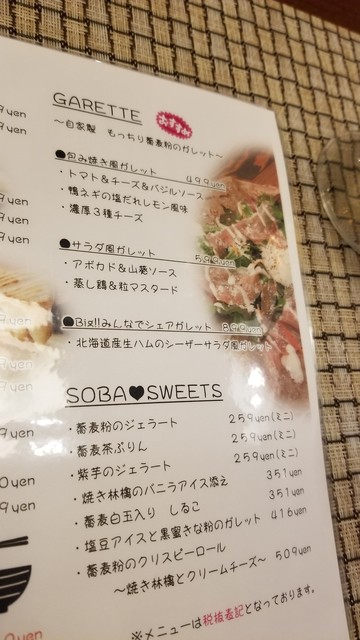 GARETTE おすすめ
～自家製 もっちり蕎麦粉のガレット～
●包み焼き風ガレット 499yen
・トマト＆チーズ＆バジルソース
・鴨ネギの塩だれレモン風味
・濃厚3種チーズ
●サラダ風ガレット 599yen
・アボカド＆山葵ソース
・蒸し鶏＆粒マスタード
●Big!!みんなでシェアガレット 899yen
・北海道産生ハムのシーザーサラダ風ガレット
SOBA♥SWEETS
・蕎麦粉のジェラート 259yen(ミニ)
・蕎麦茶ぷりん 259yen(ミニ)
・紫芋のジェラート 259yen(ミニ)
・焼き林檎のバニラアイス添え 351yen
・蕎麦白玉入り しるこ 351yen
・塩豆アイスと黒蜜きな粉のガレット 416yen
・蕎麦粉のクリスピーロール
～焼き林檎とクリームチーズ～ 509yen
※メニューは税抜表記となっております。